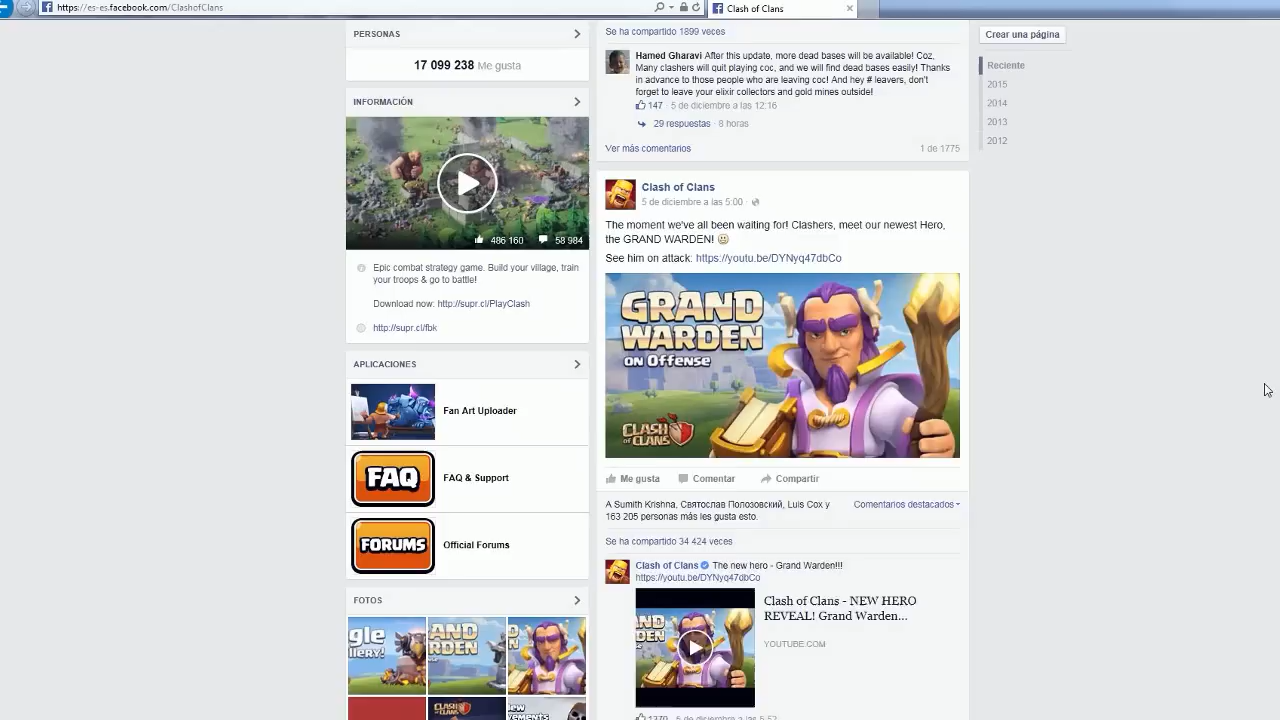 https://es-es.facebook.com/ClashofClans
Clash of Clans
PERSONAS
17 099 238 Me gusta
INFORMACIÓN
486 160 58 984
Epic combat strategy game. Build your village, train
your troops & go to battle!
Download now: http://supr.cl/PlayClash
http://supr.cl/fbk
APLICACIONES
Fan Art Uploader
FAQ
FAQ & Support
FORUMS
Official Forums
FOTOS
Se ha compartido 1899 veces
Hamed Gharavi After this update, more dead bases will be available! Coz,
Many clashers will quit playing coc, and we will find dead bases easily! Thanks
in advance to those people who are leaving coc! And hey # leavers, don't
forget to leave your elixir collectors and gold mines outside!
147 · 5 de diciembre a las 12:16
29 respuestas · 8 horas
Ver más comentarios
1 de 1775
Clash of Clans
5 de diciembre a las 5:00 ·
The moment we've all been waiting for! Clashers, meet our newest Hero,
the GRAND WARDEN!
See him on attack: https://youtu.be/DYNyq47dbCo
GRAND
WARDEN
ON Offense
CLASH
OF CLANS
Me gusta Comentar Compartir
A Sumith Krishna, Святослав Полозовский, Luis Cox y
163 205 personas más les gusta esto.
Comentarios destacados
Se ha compartido 34 424 veces
Clash of Clans The new hero - Grand Warden!!!
https://youtu.be/DYNyq47dbCo
Clash of Clans - NEW HERO
REVEAL! Grand Warden...
YOUTUBE.COM
1370 · 5 de diciembre a las 5:52
Crear una página
Reciente
2015
2014
2013
2012